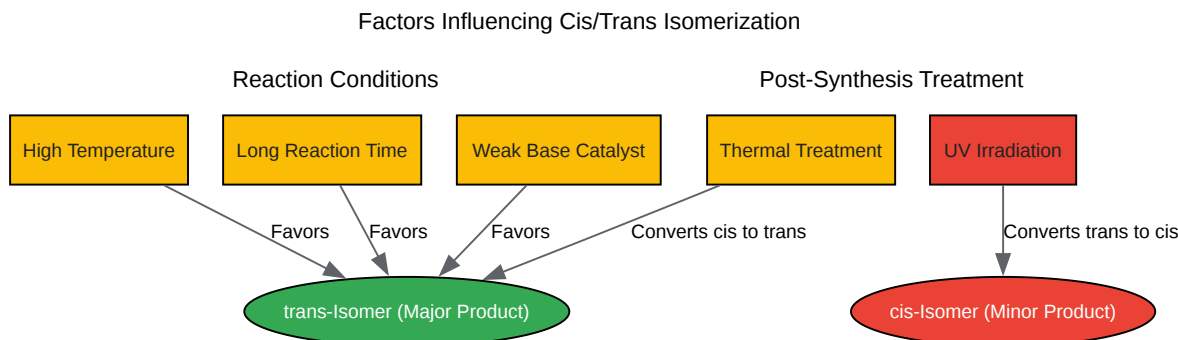 Factors Influencing Cis/Trans Isomerization
Reaction Conditions
Post-Synthesis Treatment
High Temperature
Long Reaction Time
Weak Base Catalyst
Thermal Treatment
UV Irradiation
Favors
Favors
Favors
Converts cis to trans
Converts trans to cis
trans-Isomer (Major Product)
cis-Isomer (Minor Product)